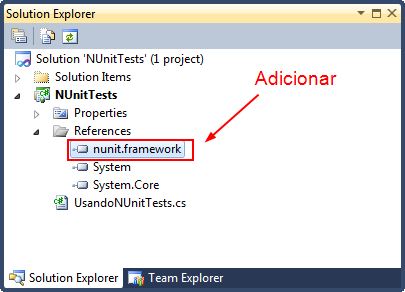 Solution Explorer
Solution 'NUnitTests' (1 project)
Solution Items
Adicionar
NUnitTests
Properties
References
nunit.framework
System
System.Core
UsandoNUnitTests.cs
Solution Explorer
Team Explorer